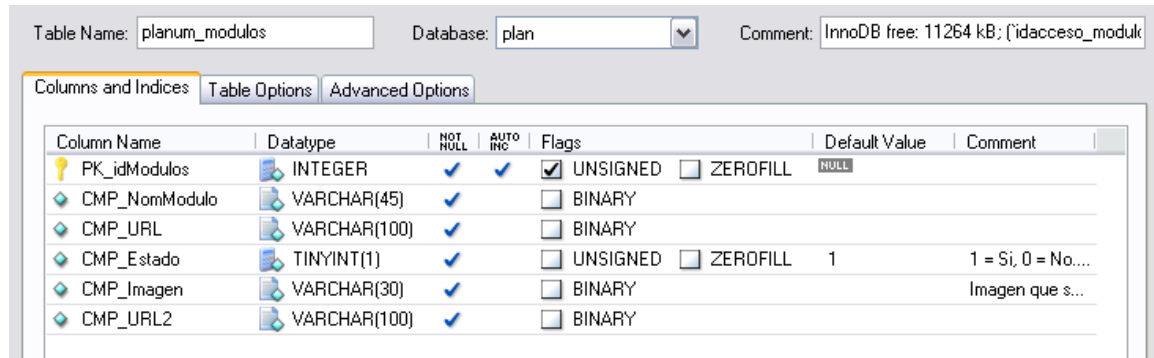 Table Name: planum_modulos Database: plan Comment: InnoDB free: 11264 kB; (`idacceso_modulo
Columns and Indices Table Options Advanced Options
Column Name Datatype NOT NULL AUTO INC Flags Default Value Comment
PK_idModulos INTEGER UNSIGNED ZEROFILL NULL
CMP_NomModulo VARCHAR(45) BINARY
CMP_URL VARCHAR(100) BINARY
CMP_Estado TINYINT(1) UNSIGNED ZEROFILL 1 1 = Si, 0 = No....
CMP_Imagen VARCHAR(30) BINARY Imagen que s...
CMP_URL2 VARCHAR(100) BINARY